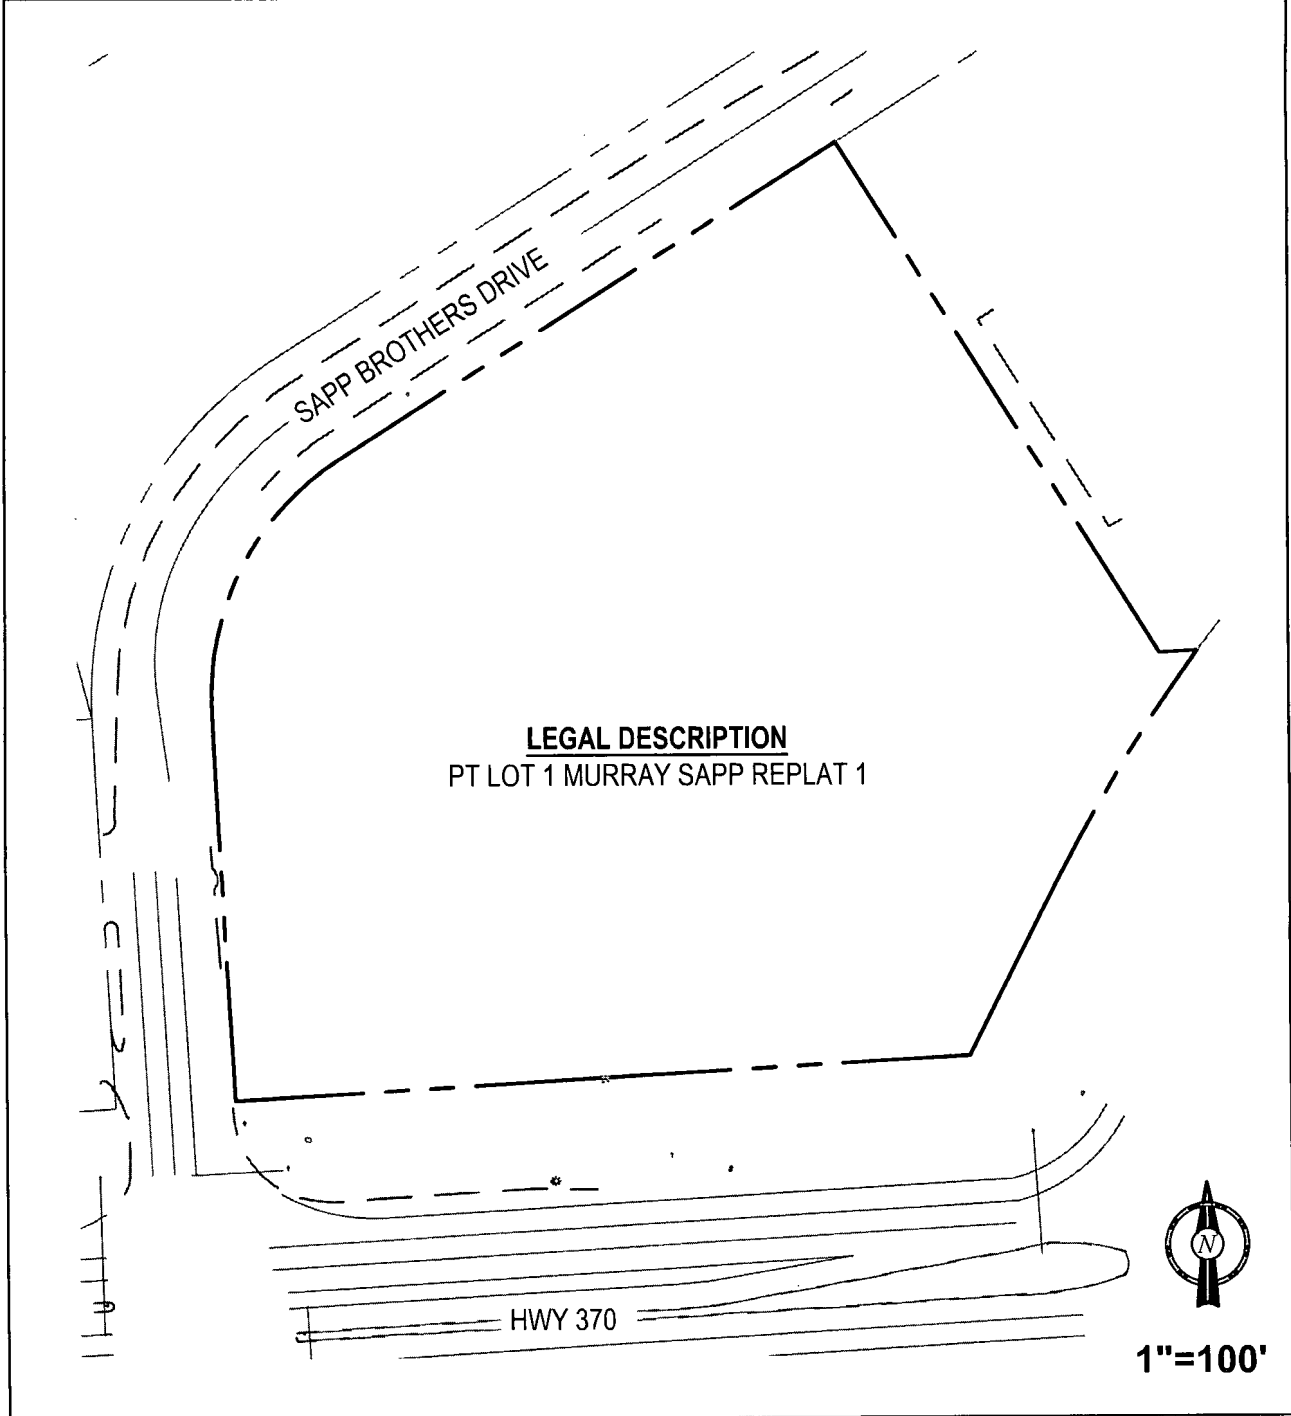 SAPP BROTHERS DRIVE
LEGAL DESCRIPTION
PT LOT 1 MURRAY SAPP REPLAT 1
HWY 370
N
1"=100'